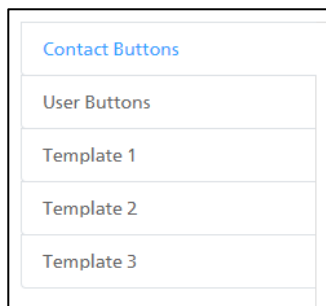 Contact Buttons
User Buttons
Template 1
Template 2
Template 3